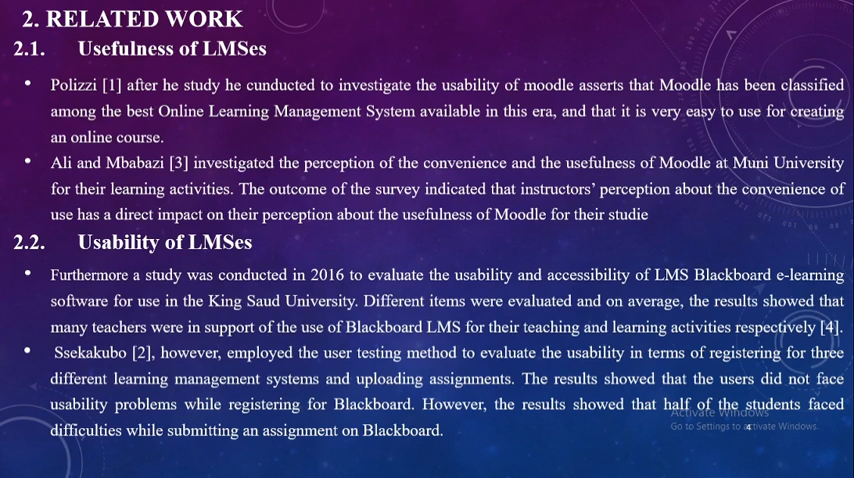 2. RELATED WORK
2.1. Usefulness of LMSes
• Polizzi [1] after he study he cunducted to investigate the usability of moodle asserts that Moodle has been classified
among the best Online Learning Management System available in this era, and that it is very easy to use for creating
an online course.
• Ali and Mbabazi [3] investigated the perception of the convenience and the usefulness of Moodle at Muni University
for their learning activities. The outcome of the survey indicated that instructors’ perception about the convenience of
use has a direct impact on their perception about the usefulness of Moodle for their studie
2.2. Usability of LMSes
• Furthermore a study was conducted in 2016 to evaluate the usability and accessibility of LMS Blackboard e-learning
software for use in the King Saud University. Different items were evaluated and on average, the results showed that
many teachers were in support of the use of Blackboard LMS for their teaching and learning activities respectively [4].
• Ssekakubo [2], however, employed the user testing method to evaluate the usability in terms of registering for three
different learning management systems and uploading assignments. The results showed that the users did not face
usability problems while registering for Blackboard. However, the results showed that half of the students faced
difficulties while submitting an assignment on Blackboard.
Activate Windows
Go to Settings to activate Windows.
4